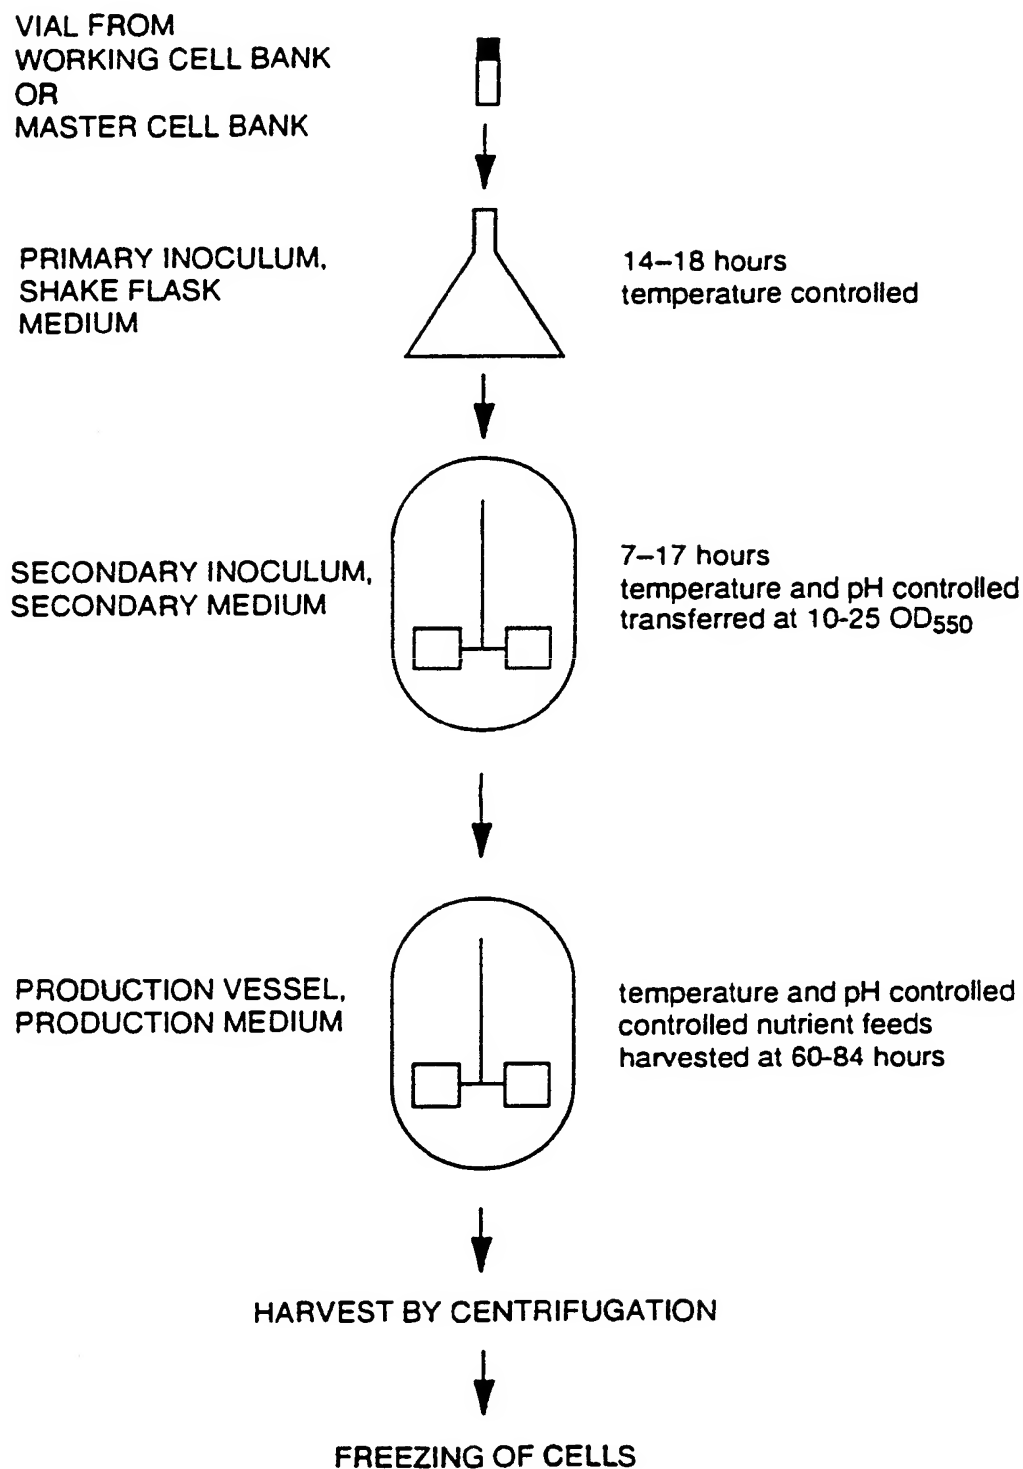 VIAL FROM
WORKING CELL BANK
OR
MASTER CELL BANK
PRIMARY INOCULUM,
SHAKE FLASK
MEDIUM
14–18 hours
temperature controlled
SECONDARY INOCULUM,
SECONDARY MEDIUM
7–17 hours
temperature and pH controlled
transferred at 10-25 OD550
PRODUCTION VESSEL,
PRODUCTION MEDIUM
temperature and pH controlled
controlled nutrient feeds
harvested at 60-84 hours
HARVEST BY CENTRIFUGATION
FREEZING OF CELLS